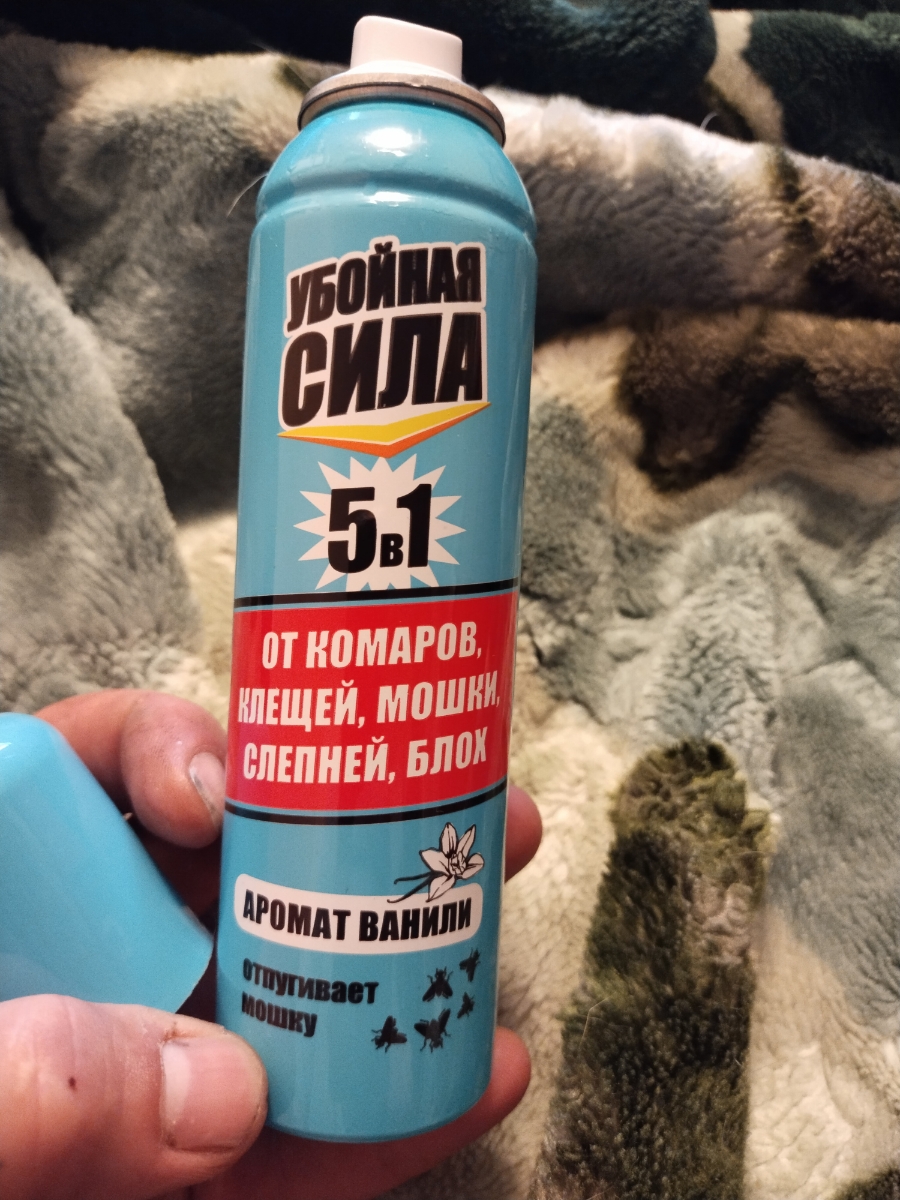 УБОЙНАЯ
СИЛА
5в1
ОТ КОМАРОВ,
КЛЕЩЕЙ, МОШКИ,
СЛЕПНЕЙ, БЛОХ
АРОМАТ ВАНИЛИ
отпугивает
мошку